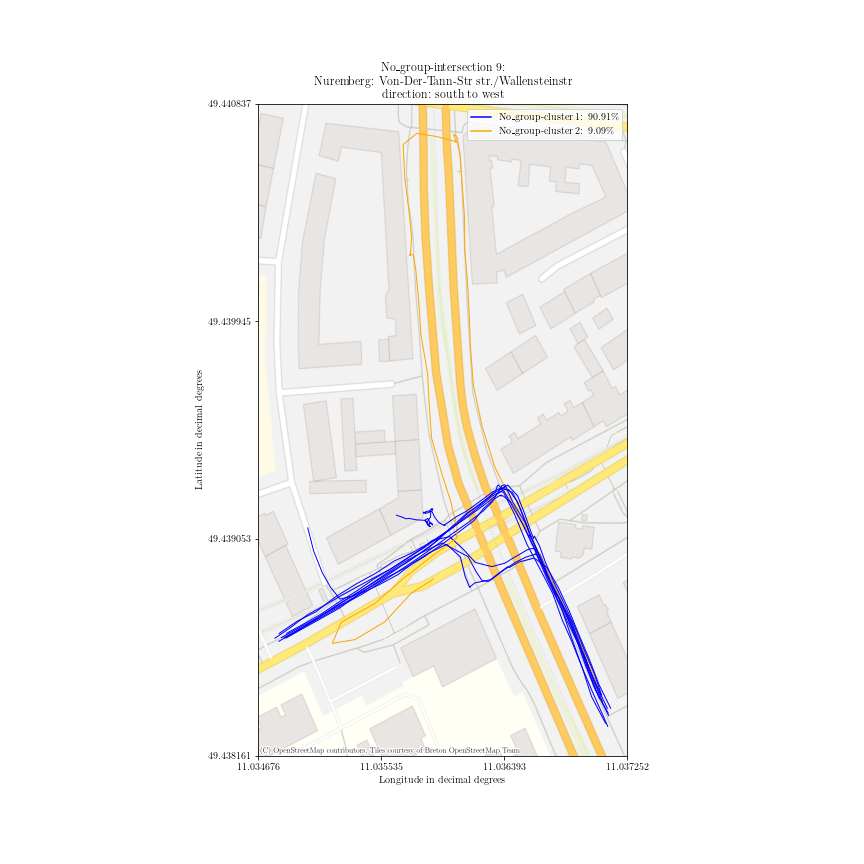 No_group-intersection 9:
Nuremberg: Von-Der-Tann-Str str./Wallensteinstr
direction: south to west
No_group-cluster 1: 90.91%
No_group-cluster 2: 9.09%
49.440837
49.439945
49.439053
49.438161
Latitude in decimal degrees
(C) OpenStreetMap contributors, Tiles courtesy of Breton OpenStreetMap Team
11.034676 11.035535 11.036393 11.037252
Longitude in decimal degrees